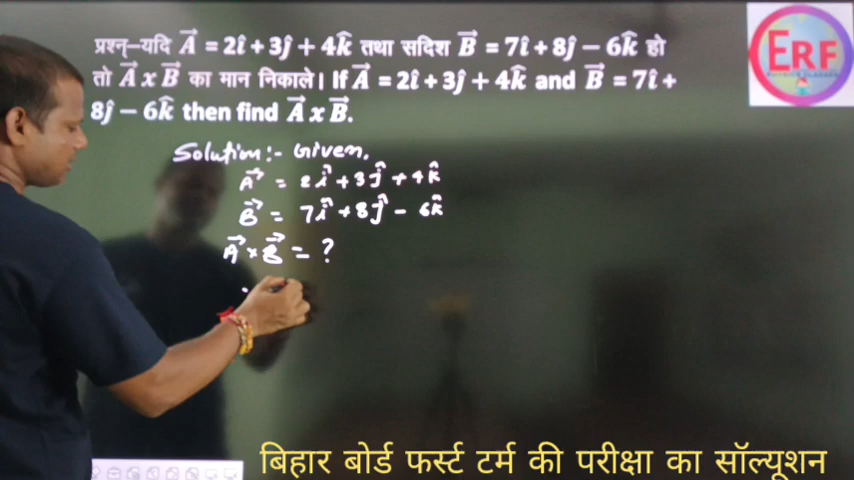 प्रश्न–यदि A⃗ = 2î + 3ĵ + 4k̂ तथा सदिश B⃗ = 7î + 8ĵ − 6k̂ हो
तो A⃗ x B⃗ का मान निकाले। If A⃗ = 2î + 3ĵ + 4k̂ and B⃗ = 7î +
8ĵ − 6k̂ then find A⃗ x B⃗.
ERF
Solution:- Given,
A⃗ = 2î + 3ĵ + 4k̂
B⃗ = 7î + 8ĵ − 6k̂
A⃗ × B⃗ = ?
बिहार बोर्ड फर्स्ट टर्म की परीक्षा का सॉल्यूशन